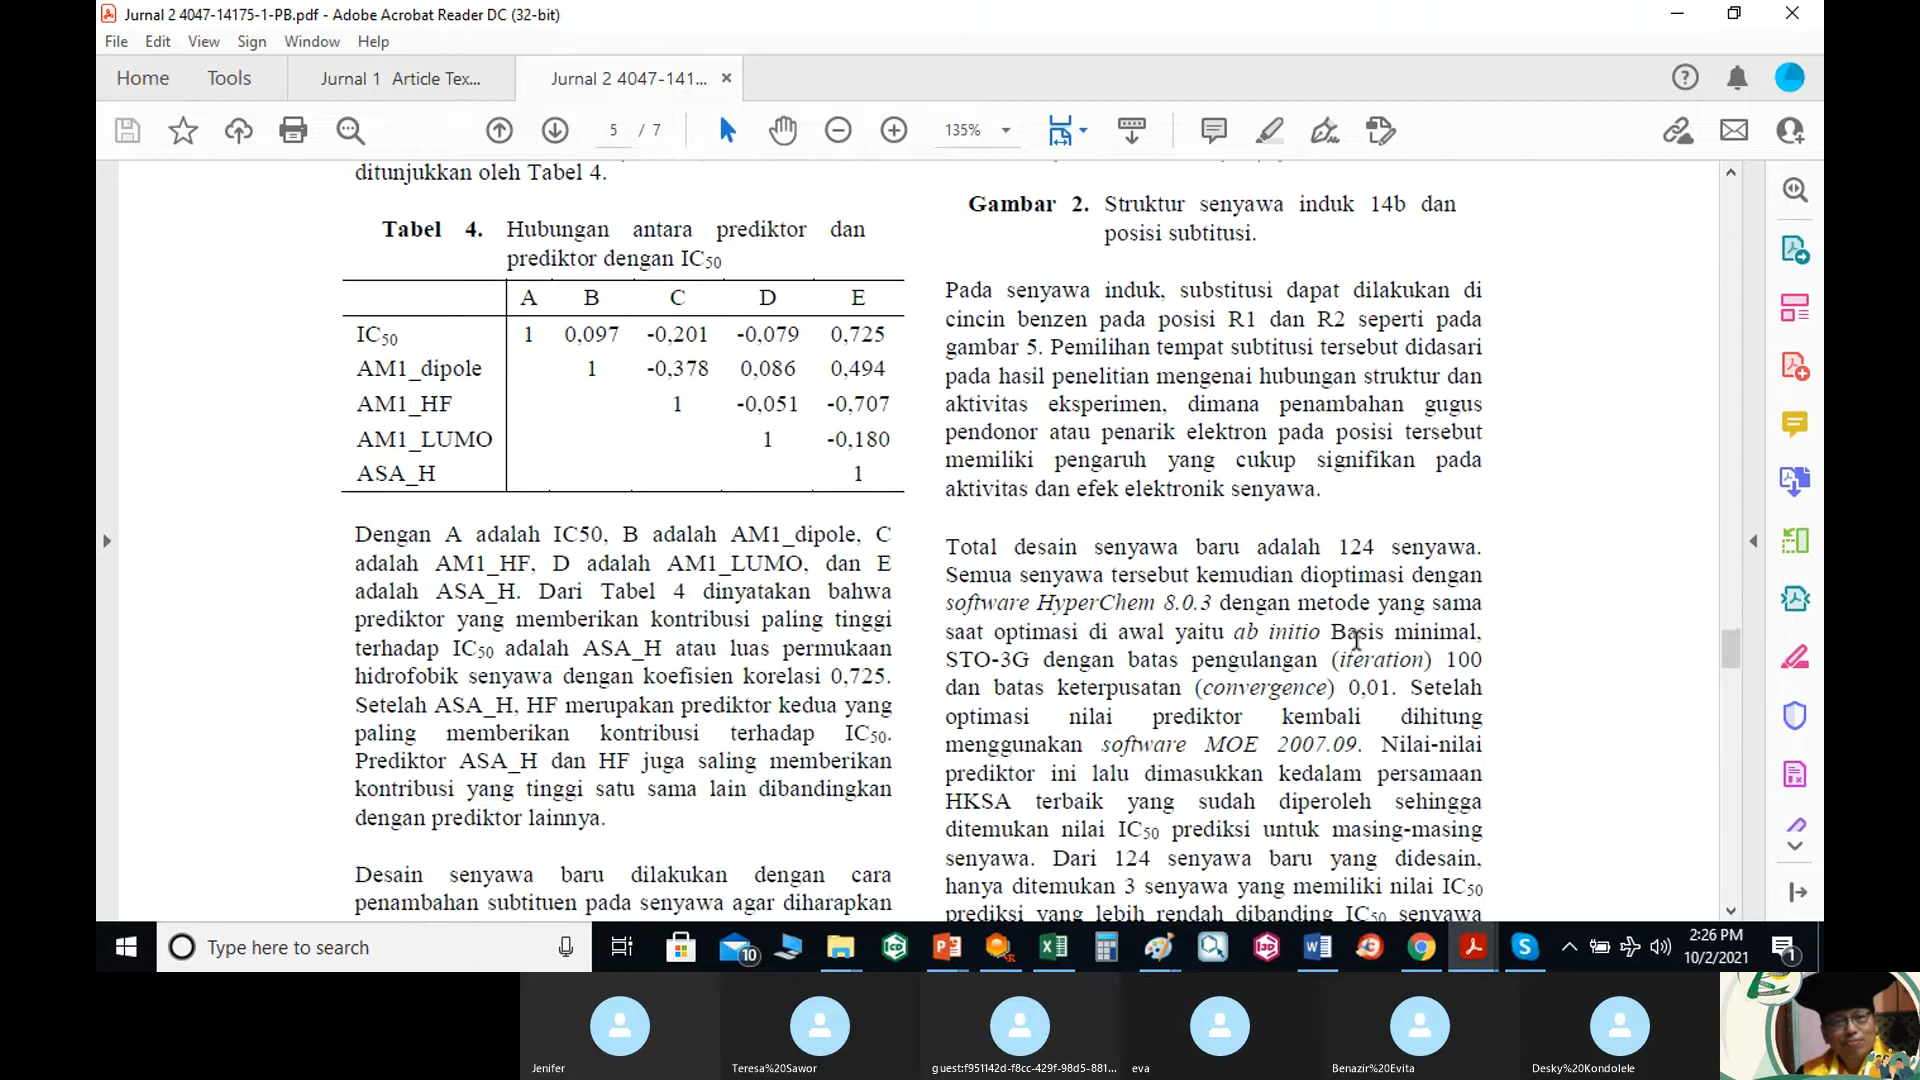 Jurnal 2 4047-14175-1-PB.pdf - Adobe Acrobat Reader DC (32-bit)
File Edit View Sign Window Help
Home Tools Jurnal 1 Article Tex... Jurnal 2 4047-141...
5 / 7 135%
ditunjukkan oleh Tabel 4.
Tabel 4. Hubungan antara prediktor dan
prediktor dengan IC50
A B C D E
IC50 1 0,097 -0,201 -0,079 0,725
AM1_dipole 1 -0,378 0,086 0,494
AM1_HF 1 -0,051 -0,707
AM1_LUMO 1 -0,180
ASA_H 1
Dengan A adalah IC50, B adalah AM1_dipole, C
adalah AM1_HF, D adalah AM1_LUMO, dan E
adalah ASA_H. Dari Tabel 4 dinyatakan bahwa
prediktor yang memberikan kontribusi paling tinggi
terhadap IC50 adalah ASA_H atau luas permukaan
hidrofobik senyawa dengan koefisien korelasi 0,725.
Setelah ASA_H, HF merupakan prediktor kedua yang
paling memberikan kontribusi terhadap IC50.
Prediktor ASA_H dan HF juga saling memberikan
kontribusi yang tinggi satu sama lain dibandingkan
dengan prediktor lainnya.
Desain senyawa baru dilakukan dengan cara
penambahan subtituen pada senyawa agar diharapkan
Gambar 2. Struktur senyawa induk 14b dan
posisi subtitusi.
Pada senyawa induk, substitusi dapat dilakukan di
cincin benzen pada posisi R1 dan R2 seperti pada
gambar 5. Pemilihan tempat subtitusi tersebut didasari
pada hasil penelitian mengenai hubungan struktur dan
aktivitas eksperimen, dimana penambahan gugus
pendonor atau penarik elektron pada posisi tersebut
memiliki pengaruh yang cukup signifikan pada
aktivitas dan efek elektronik senyawa.
Total desain senyawa baru adalah 124 senyawa.
Semua senyawa tersebut kemudian dioptimasi dengan
software HyperChem 8.0.3 dengan metode yang sama
saat optimasi di awal yaitu ab initio Basis minimal,
STO-3G dengan batas pengulangan (iteration) 100
dan batas keterpusatan (convergence) 0,01. Setelah
optimasi nilai prediktor kembali dihitung
menggunakan software MOE 2007.09. Nilai-nilai
prediktor ini lalu dimasukkan kedalam persamaan
HKSA terbaik yang sudah diperoleh sehingga
ditemukan nilai IC50 prediksi untuk masing-masing
senyawa. Dari 124 senyawa baru yang didesain,
hanya ditemukan 3 senyawa yang memiliki nilai IC50
prediksi yang lebih rendah dibanding IC50 senyawa
Type here to search
10
2:26 PM
10/2/2021
1
Jenifer
Teresa%20Sawor
guest:f951142d-f8cc-429f-98d5-881...
eva
Benazir%20Evita
Desky%20Kondolele